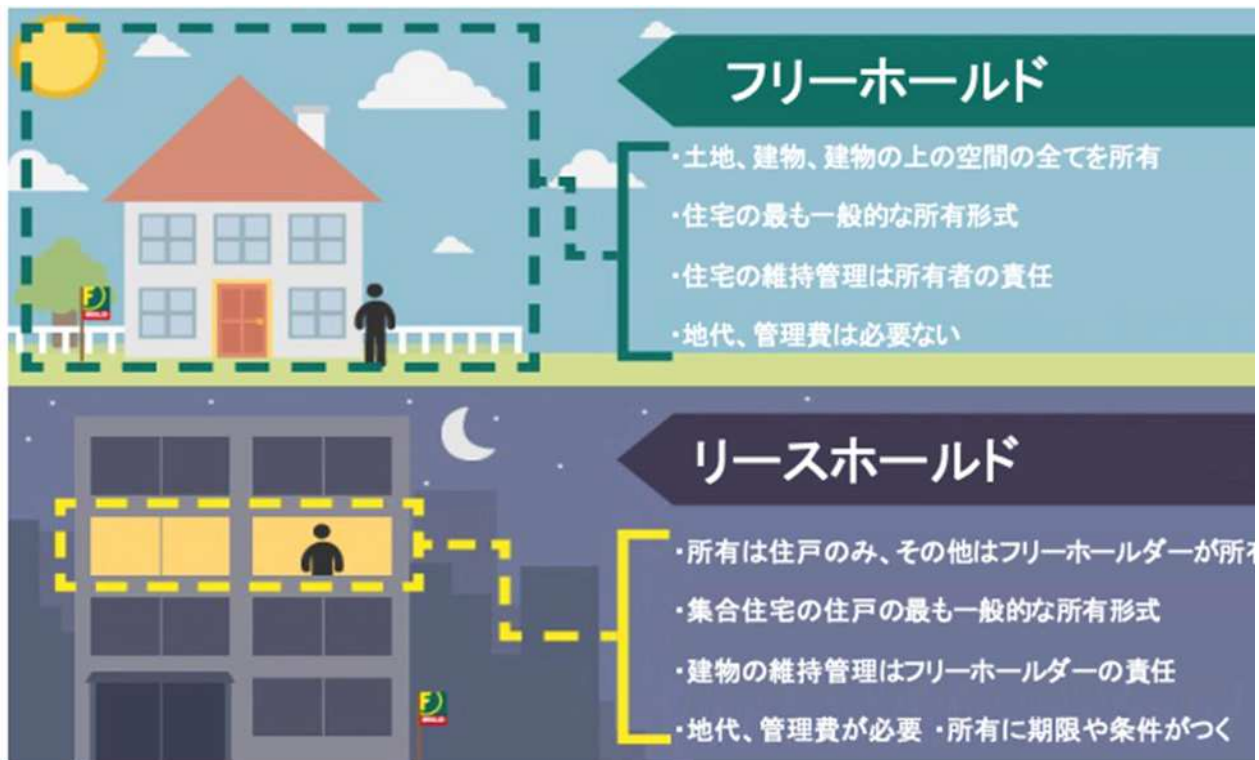 フリーホールド
・土地、建物、建物の上の空間の全てを所有
・住宅の最も一般的な所有形式
・住宅の維持管理は所有者の責任
・地代、管理費は必要ない
リースホールド
・所有は住戸のみ、その他はフリーホールダーが所有
・集合住宅の住戸の最も一般的な所有形式
・建物の維持管理はフリーホールダーの責任
・地代、管理費が必要 ・所有に期限や条件がつく